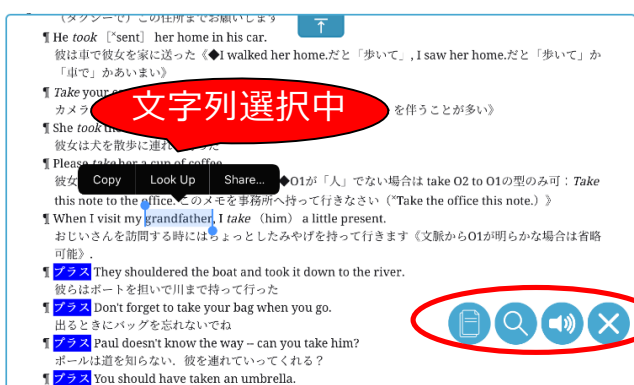 （タクシーで）この住所までお願いします
¶ He took ［×sent］ her home in his car.
彼は車で彼女を家に送った《◆I walked her home.だと「歩いて」, I saw her home.だと「歩いて」か
「車で」かあいまい》
¶ Take your
カメラ を伴うことが多い》
文字列選択中
¶ She took
彼女は犬を散歩に連れ
¶ Please take her a cup of coffee
Copy Look Up Share...
彼女 ◆O1が「人」でない場合は take O2 to O1の型のみ可：Take
this note to the office.このメモを事務所へ持って行きなさい（×Take the office this note.）》
¶ When I visit my grandfather, I take （him） a little present.
おじいさんを訪問する時にはちょっとしたみやげを持って行きます《文脈からO1が明らかな場合は省略
可能》.
¶ プラス They shouldered the boat and took it down to the river.
彼らはボートを担いで川まで持って行った
¶ プラス Don't forget to take your bag when you go.
出るときにバッグを忘れないでね
¶ プラス Paul doesn't know the way – can you take him?
ポールは道を知らない．彼を連れていってくれる？
¶ プラス You should have taken an umbrella.